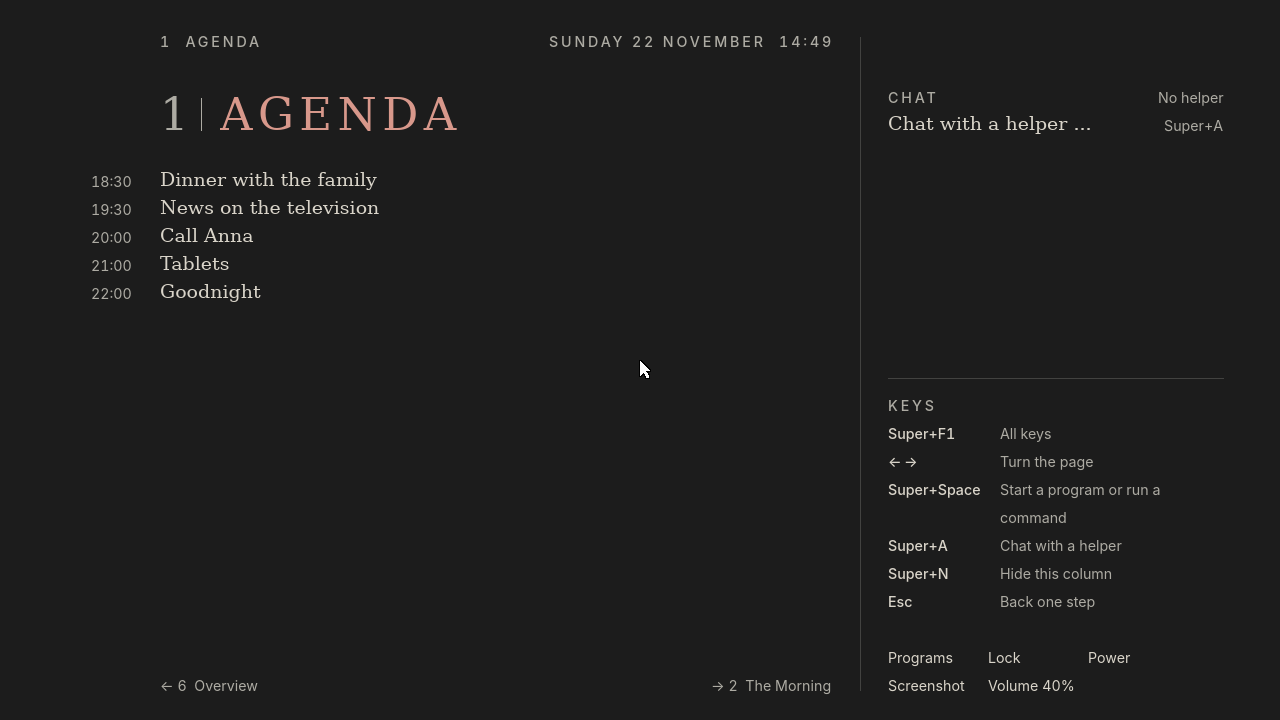 1 AGENDA
SUNDAY 22 NOVEMBER 14:49
1 AGENDA
18:30 Dinner with the family
19:30 News on the television
20:00 Call Anna
21:00 Tablets
22:00 Goodnight
← 6 Overview
→ 2 The Morning
CHAT No helper
Chat with a helper ... Super+A
KEYS
Super+F1 All keys
← → Turn the page
Super+Space Start a program or run a
command
Super+A Chat with a helper
Super+N Hide this column
Esc Back one step
Programs Lock Power
Screenshot Volume 40%